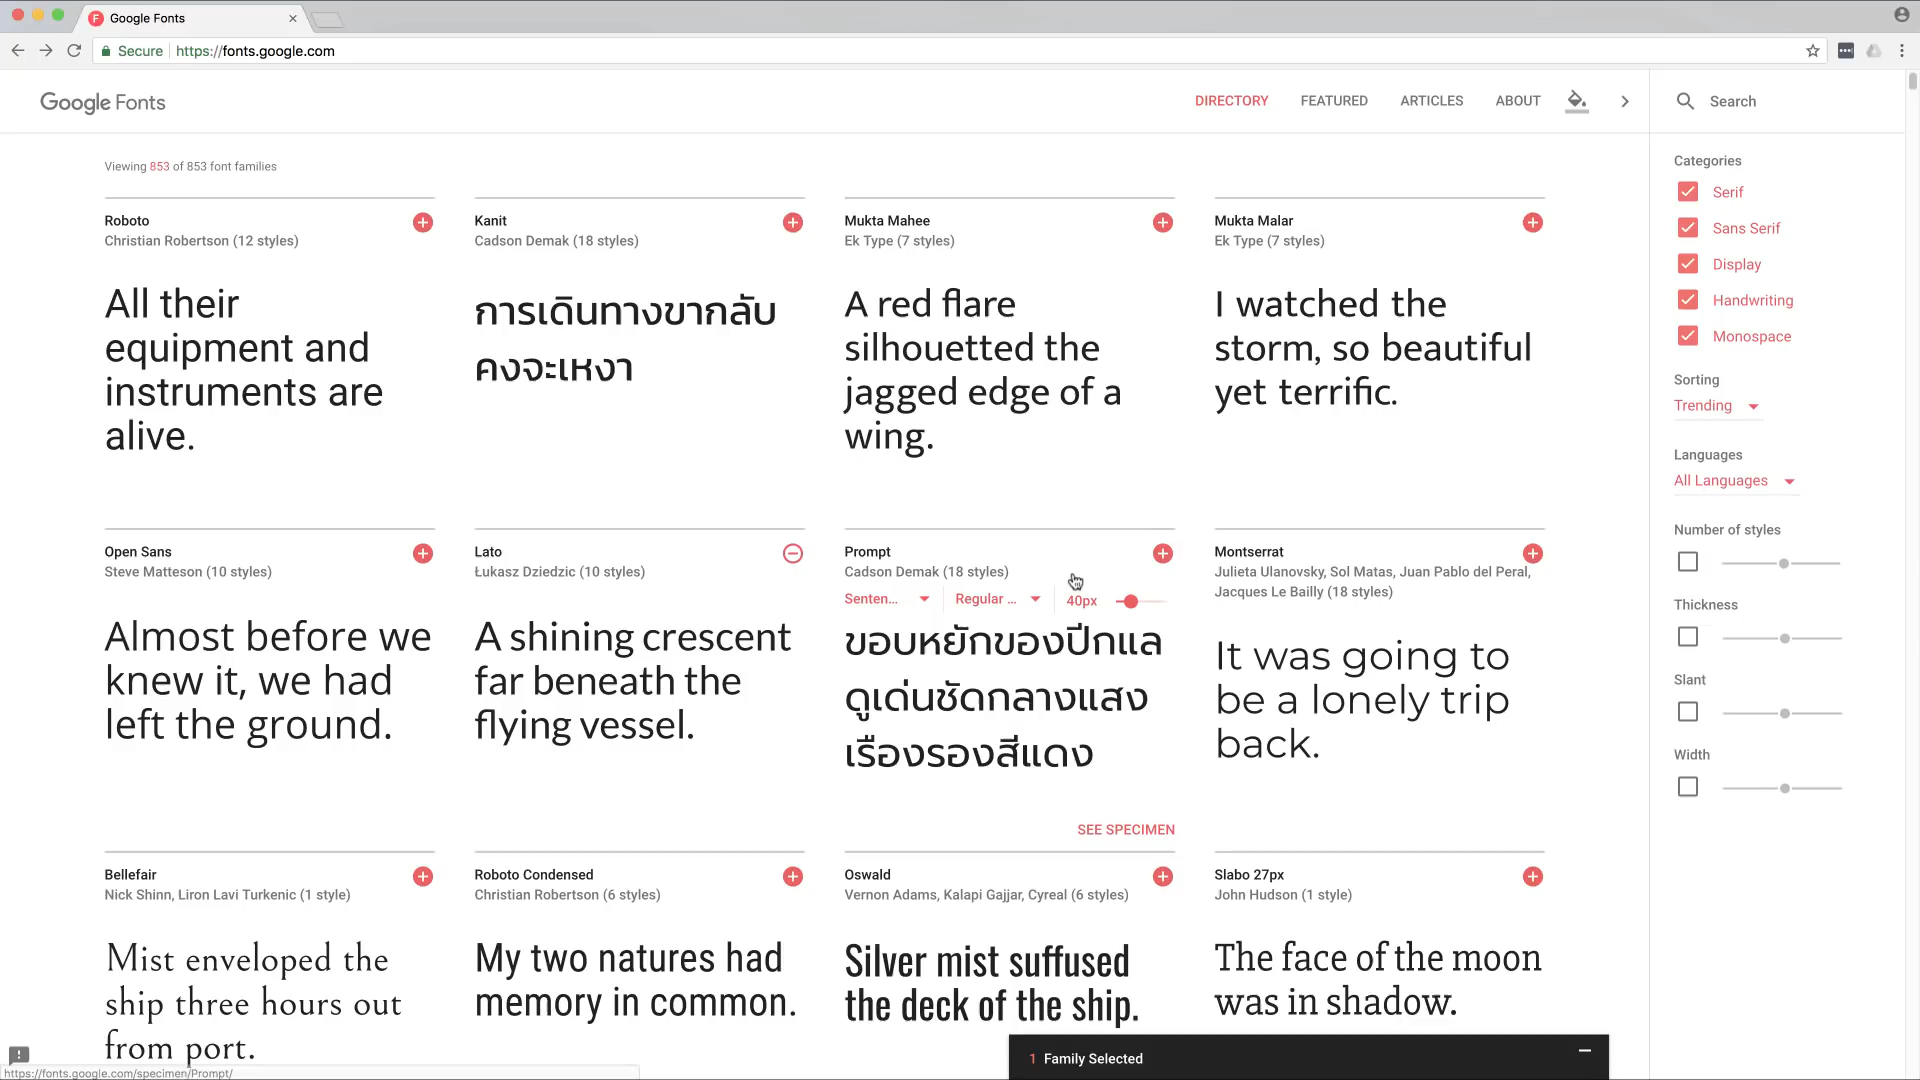 Google Fonts
Secure
https://fonts.google.com
Google Fonts
DIRECTORY
FEATURED
ARTICLES
ABOUT
Search
Viewing 853 of 853 font families
Roboto
Christian Robertson (12 styles)
All their
equipment and
instruments are
alive.
Kanit
Cadson Demak (18 styles)
การเดินทางขากลับ
คงจะเหงา
Mukta Mahee
Ek Type (7 styles)
A red flare
silhouetted the
jagged edge of a
wing.
Mukta Malar
Ek Type (7 styles)
I watched the
storm, so beautiful
yet terrific.
Open Sans
Steve Matteson (10 styles)
Almost before we
knew it, we had
left the ground.
Lato
Łukasz Dziedzic (10 styles)
A shining crescent
far beneath the
flying vessel.
Prompt
Cadson Demak (18 styles)
Senten...
Regular ...
40px
ขอบหยักของปีกแล
ดูเด่นชัดกลางแสง
เรืองรองสีแดง
SEE SPECIMEN
Montserrat
Julieta Ulanovsky, Sol Matas, Juan Pablo del Peral,
Jacques Le Bailly (18 styles)
It was going to
be a lonely trip
back.
Bellefair
Nick Shinn, Liron Lavi Turkenic (1 style)
Mist enveloped the
ship three hours out
from port.
Roboto Condensed
Christian Robertson (6 styles)
My two natures had
memory in common.
Oswald
Vernon Adams, Kalapi Gajjar, Cyreal (6 styles)
Silver mist suffused
the deck of the ship.
Slabo 27px
John Hudson (1 style)
The face of the moon
was in shadow.
Categories
Serif
Sans Serif
Display
Handwriting
Monospace
Sorting
Trending
Languages
All Languages
Number of styles
Thickness
Slant
Width
1 Family Selected
https://fonts.google.com/specimen/Prompt/